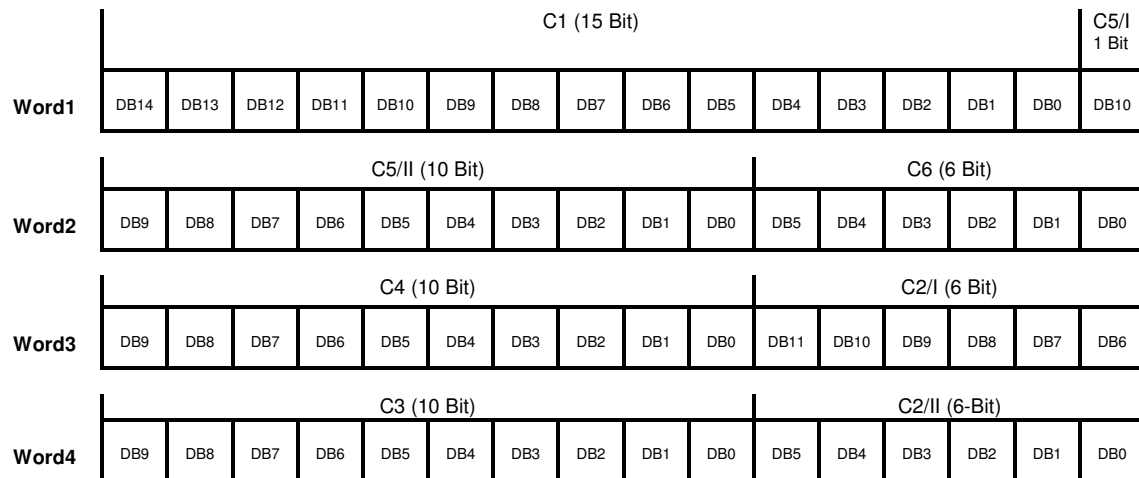 C1 (15 Bit) C5/I
1 Bit
Word1 DB14 DB13 DB12 DB11 DB10 DB9 DB8 DB7 DB6 DB5 DB4 DB3 DB2 DB1 DB0 DB10
C5/II (10 Bit) C6 (6 Bit)
Word2 DB9 DB8 DB7 DB6 DB5 DB4 DB3 DB2 DB1 DB0 DB5 DB4 DB3 DB2 DB1 DB0
C4 (10 Bit) C2/I (6 Bit)
Word3 DB9 DB8 DB7 DB6 DB5 DB4 DB3 DB2 DB1 DB0 DB11 DB10 DB9 DB8 DB7 DB6
C3 (10 Bit) C2/II (6-Bit)
Word4 DB9 DB8 DB7 DB6 DB5 DB4 DB3 DB2 DB1 DB0 DB5 DB4 DB3 DB2 DB1 DB0